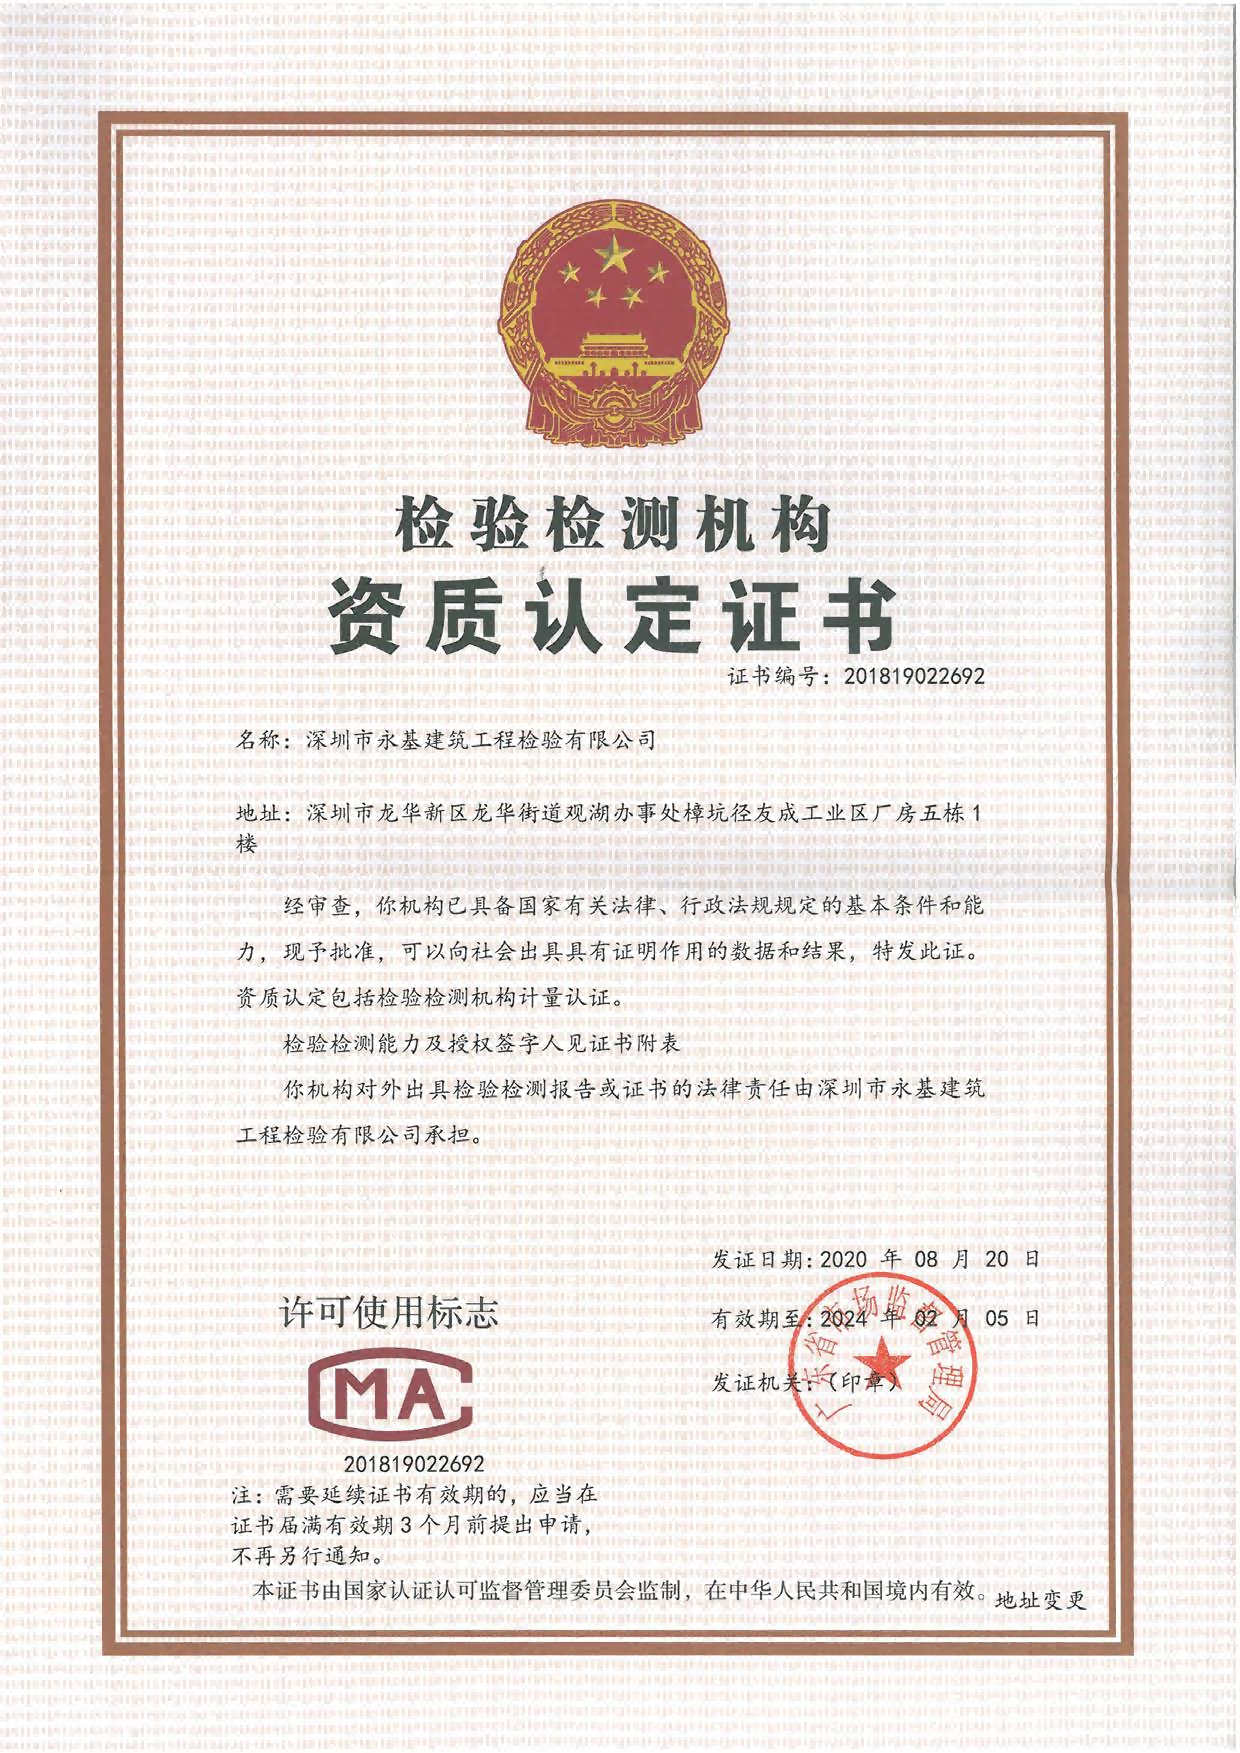 检验检测机构
资质认定证书
证书编号：201819022692
名称：深圳市永基建筑工程检验有限公司
地址：深圳市龙华新区龙华街道观湖办事处樟坑径友成工业区厂房五栋1
楼
经审查，你机构已具备国家有关法律、行政法规规定的基本条件和能
力，现予批准，可以向社会出具具有证明作用的数据和结果，特发此证。
资质认定包括检验检测机构计量认证。
检验检测能力及授权签字人见证书附表
你机构对外出具检验检测报告或证书的法律责任由深圳市永基建筑
工程检验有限公司承担。
发证日期：2020 年 08 月 20 日
有效期至：2024 年 02 月 05 日
发证机关：（印章）
广东省市场监督管理局
许可使用标志
MA
201819022692
注：需要延续证书有效期的，应当在
证书届满有效期3个月前提出申请，
不再另行通知。
本证书由国家认证认可监督管理委员会监制，在中华人民共和国境内有效。
地址变更